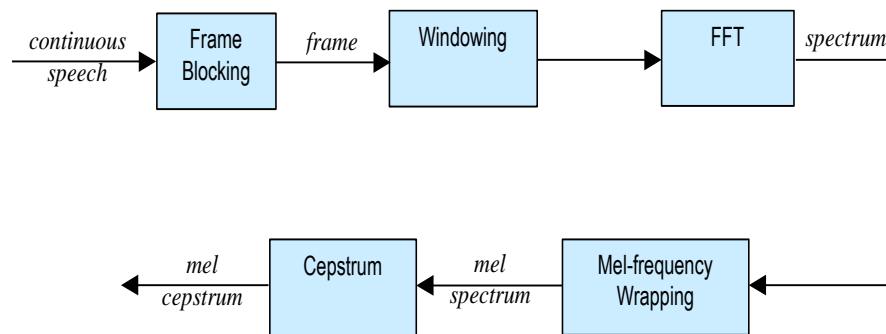 continuous
speech
Frame
Blocking
frame
Windowing
FFT
spectrum
mel
cepstrum
Cepstrum
mel
spectrum
Mel-frequency
Wrapping